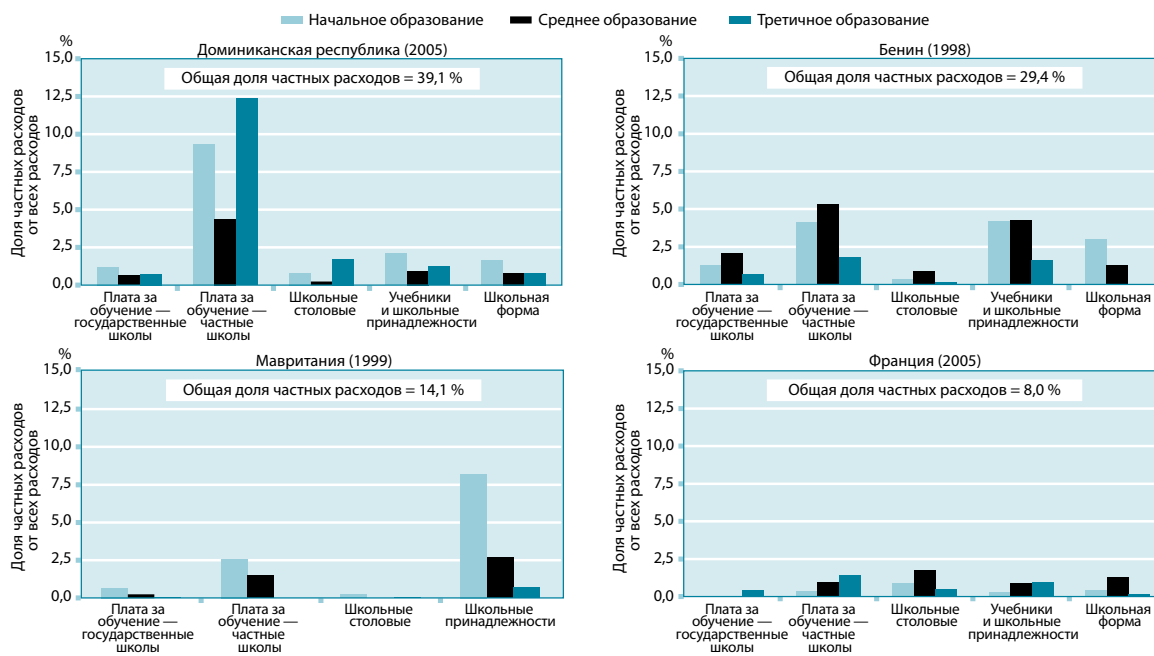 Начальное образование
Среднее образование
Третичное образование
%
Доминиканская республика (2005)
Общая доля частных расходов = 39,1 %
15,0
12,5
10,0
7,5
5,0
2,5
0,0
Доля частных расходов
от всех расходов
Плата за
обучение —
государственные
школы
Плата за
обучение —
частные
школы
Школьные
столовые
Учебники
и школьные
принадлежности
Школьная
форма
%
Бенин (1998)
Общая доля частных расходов = 29,4 %
15,0
12,5
10,0
7,5
5,0
2,5
0,0
Доля частных расходов
от всех расходов
Плата за
обучение —
государственные
школы
Плата за
обучение —
частные
школы
Школьные
столовые
Учебники
и школьные
принадлежности
Школьная
форма
%
Мавритания (1999)
Общая доля частных расходов = 14,1 %
15,0
12,5
10,0
7,5
5,0
2,5
0,0
Доля частных расходов
от всех расходов
Плата за
обучение —
государственные
школы
Плата за
обучение —
частные
школы
Школьные
столовые
Школьные
принадлежности
%
Франция (2005)
Общая доля частных расходов = 8,0 %
15,0
12,5
10,0
7,5
5,0
2,5
0,0
Доля частных расходов
от всех расходов
Плата за
обучение —
государственные
школы
Плата за
обучение —
частные
школы
Школьные
столовые
Учебники
и школьные
принадлежности
Школьная
форма